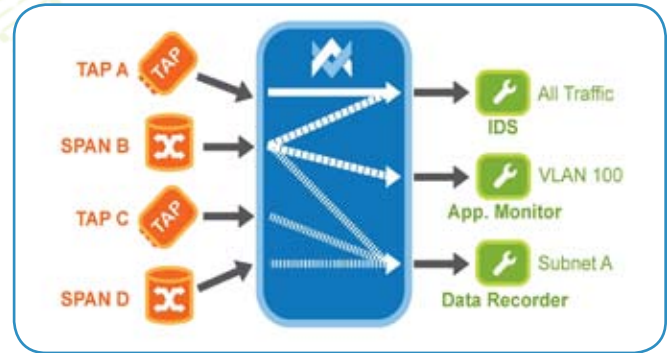 TAP A
TAP
SPAN B
TAP C
TAP
SPAN D
All Traffic
IDS
VLAN 100
App. Monitor
Subnet A
Data Recorder